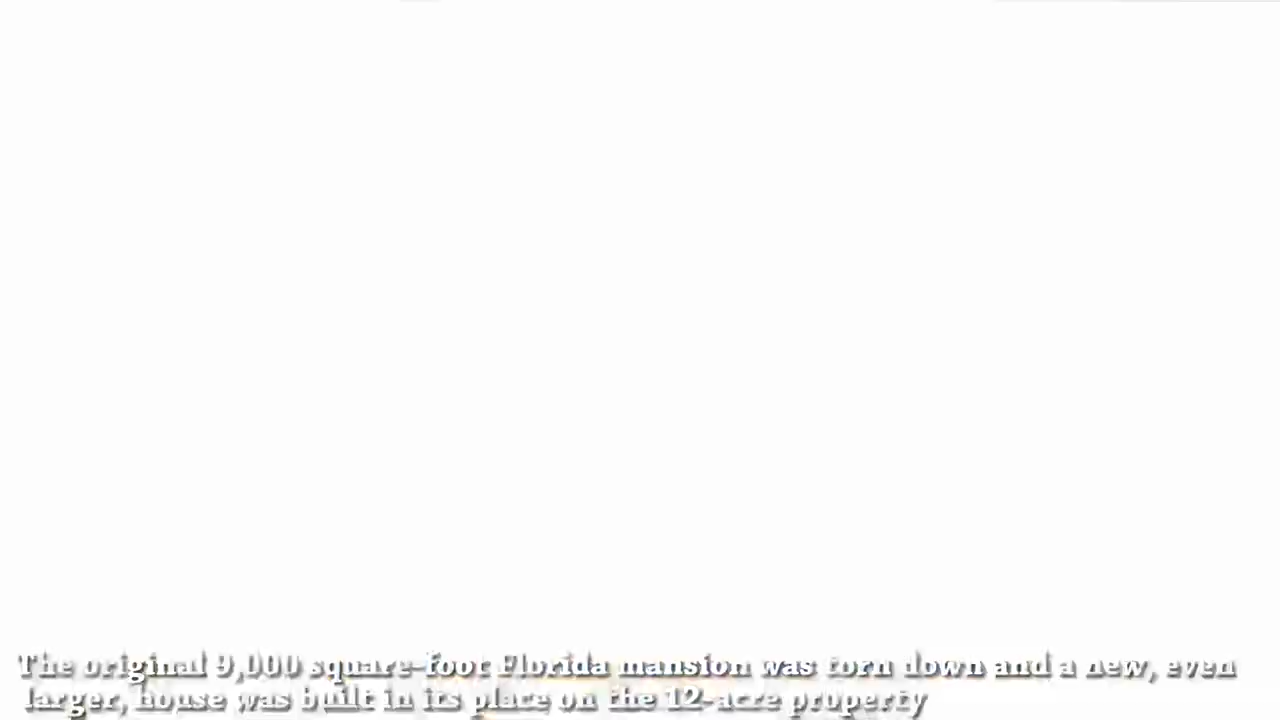 The original 9,000 square-foot Florida mansion was torn down and a new, even
larger, house was built in its place on the 12-acre property